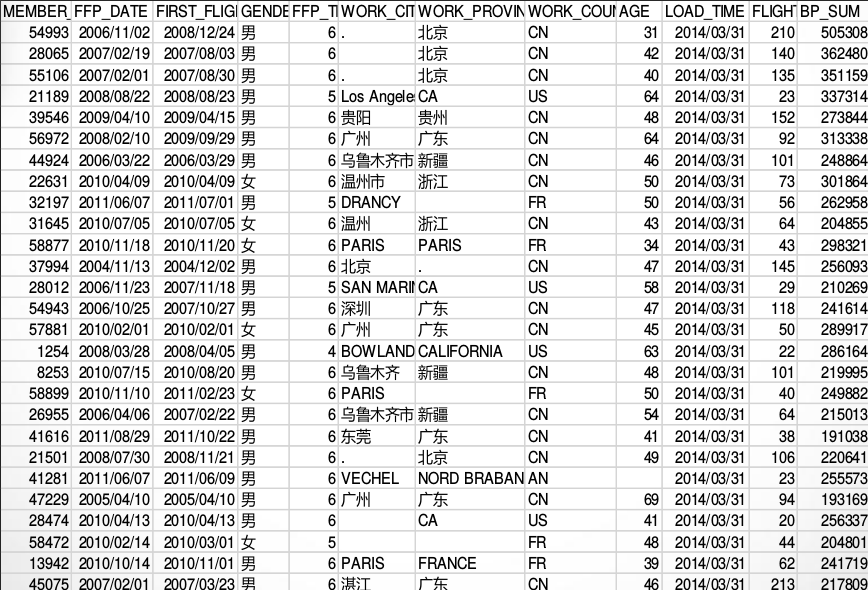 MEMBER_ FFP_DATE FIRST_FLIG GENDE FFP_T WORK_CIT WORK_PROVIN WORK_COUN AGE LOAD_TIME FLIGHT BP_SUM
54993 2006/11/02 2008/12/24 男 6 . 北京 CN 31 2014/03/31 210 505308
28065 2007/02/19 2007/08/03 男 6 北京 CN 42 2014/03/31 140 362480
55106 2007/02/01 2007/08/30 男 6 . 北京 CN 40 2014/03/31 135 351159
21189 2008/08/22 2008/08/23 男 5 Los Angele CA US 64 2014/03/31 23 337314
39546 2009/04/10 2009/04/15 男 6 贵阳 贵州 CN 48 2014/03/31 152 273844
56972 2008/02/10 2009/09/29 男 6 广州 广东 CN 64 2014/03/31 92 313338
44924 2006/03/22 2006/03/29 男 6 乌鲁木齐市 新疆 CN 46 2014/03/31 101 248864
22631 2010/04/09 2010/04/09 女 6 温州市 浙江 CN 50 2014/03/31 73 301864
32197 2011/06/07 2011/07/01 男 5 DRANCY FR 50 2014/03/31 56 262958
31645 2010/07/05 2010/07/05 女 6 温州 浙江 CN 43 2014/03/31 64 204855
58877 2010/11/18 2010/11/20 女 6 PARIS PARIS FR 34 2014/03/31 43 298321
37994 2004/11/13 2004/12/02 男 6 北京 . CN 47 2014/03/31 145 256093
28012 2006/11/23 2007/11/18 男 5 SAN MARI CA US 58 2014/03/31 29 210269
54943 2006/10/25 2007/10/27 男 6 深圳 广东 CN 47 2014/03/31 118 241614
57881 2010/02/01 2010/02/01 女 6 广州 广东 CN 45 2014/03/31 50 289917
1254 2008/03/28 2008/04/05 男 4 BOWLAND CALIFORNIA US 63 2014/03/31 22 286164
8253 2010/07/15 2010/08/20 男 6 乌鲁木齐 新疆 CN 48 2014/03/31 101 219995
58899 2010/11/10 2011/02/23 女 6 PARIS FR 50 2014/03/31 40 249882
26955 2006/04/06 2007/02/22 男 6 乌鲁木齐市 新疆 CN 54 2014/03/31 64 215013
41616 2011/08/29 2011/10/22 男 6 东莞 广东 CN 41 2014/03/31 38 191038
21501 2008/07/30 2008/11/21 男 6 . 北京 CN 49 2014/03/31 106 220641
41281 2011/06/07 2011/06/09 男 6 VECHEL NORD BRABAN AN 2014/03/31 23 255573
47229 2005/04/10 2005/04/10 男 6 广州 广东 CN 69 2014/03/31 94 193169
28474 2010/04/13 2010/04/13 男 6 CA US 41 2014/03/31 20 256337
58472 2010/02/14 2010/03/01 女 5 FR 48 2014/03/31 44 204801
13942 2010/10/14 2010/11/01 男 6 PARIS FRANCE FR 39 2014/03/31 62 241719
45075 2007/02/01 2007/03/23 男 6 湛江 广东 CN 46 2014/03/31 213 217809